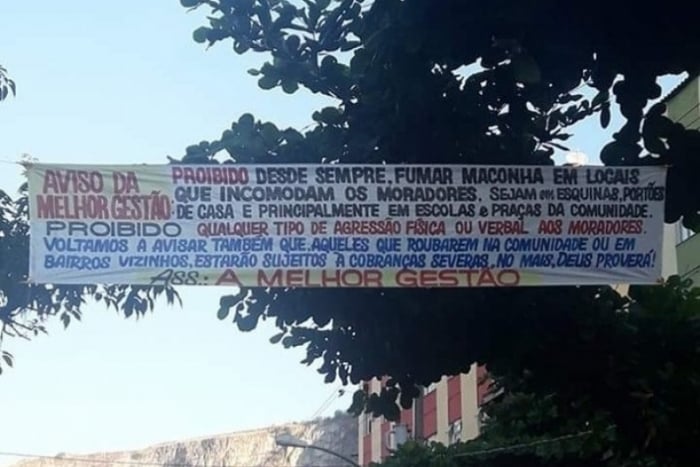 AVISO DA MELHOR GESTÃO:
PROIBIDO DESDE SEMPRE, FUMAR MACONHA EM LOCAIS
QUE INCOMODAM OS MORADORES, SEJAM em ESQUINAS, PORTÕES
DE CASA E PRINCIPALMENTE EM ESCOLAS e PRAÇAS DA COMUNIDADE.
PROIBIDO QUALQUER TIPO DE AGRESSÃO FÍSICA OU VERBAL AOS MORADORES.
VOLTAMOS A AVISAR TAMBÉM QUE, AQUELES QUE ROUBAREM NA COMUNIDADE OU EM
BAIRROS VIZINHOS, ESTARÃO SUJEITOS A COBRANÇAS SEVERAS, NO MAIS, DEUS PROVERÁ!
ASS.: A MELHOR GESTÃO